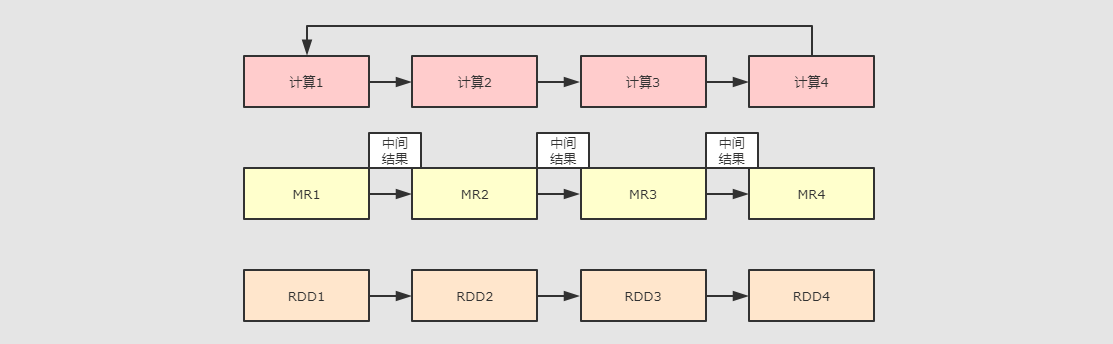 计算1
计算2
计算3
计算4
中间
结果
中间
结果
中间
结果
MR1
MR2
MR3
MR4
RDD1
RDD2
RDD3
RDD4